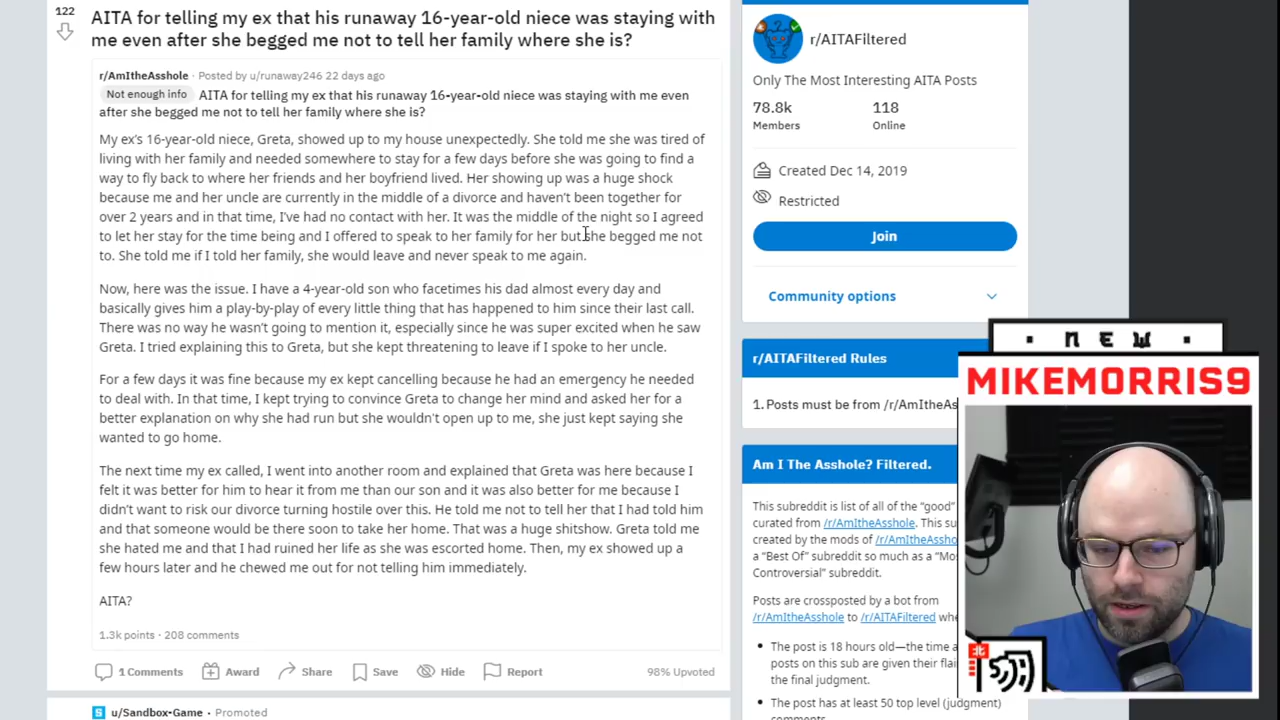 122
AITA for telling my ex that his runaway 16-year-old niece was staying with
me even after she begged me not to tell her family where she is?
r/AmItheAsshole · Posted by u/runaway246 22 days ago
Not enough info AITA for telling my ex that his runaway 16-year-old niece was staying with me even
after she begged me not to tell her family where she is?
My ex's 16-year-old niece, Greta, showed up to my house unexpectedly. She told me she was tired of
living with her family and needed somewhere to stay for a few days before she was going to find a
way to fly back to where her friends and her boyfriend lived. Her showing up was a huge shock
because me and her uncle are currently in the middle of a divorce and haven't been together for
over 2 years and in that time, I've had no contact with her. It was the middle of the night so I agreed
to let her stay for the time being and I offered to speak to her family for her but she begged me not
to. She told me if I told her family, she would leave and never speak to me again.
Now, here was the issue. I have a 4-year-old son who facetimes his dad almost every day and
basically gives him a play-by-play of every little thing that has happened to him since their last call.
There was no way he wasn't going to mention it, especially since he was super excited when he saw
Greta. I tried explaining this to Greta, but she kept threatening to leave if I spoke to her uncle.
For a few days it was fine because my ex kept cancelling because he had an emergency he needed
to deal with. In that time, I kept trying to convince Greta to change her mind and asked her for a
better explanation on why she had run but she wouldn't open up to me, she just kept saying she
wanted to go home.
The next time my ex called, I went into another room and explained that Greta was here because I
felt it was better for him to hear it from me than our son and it was also better for me because I
didn't want to risk our divorce turning hostile over this. He told me not to tell her that I had told him
and that someone would be there soon to take her home. That was a huge shitshow. Greta told me
she hated me and that I had ruined her life as she was escorted home. Then, my ex showed up a
few hours later and he chewed me out for not telling him immediately.
AITA?
1.3k points · 208 comments
1 Comments Award Share Save Hide Report 98% Upvoted
u/Sandbox-Game · Promoted
r/AITAFiltered
Only The Most Interesting AITA Posts
78.8k 118
Members Online
Created Dec 14, 2019
Restricted
Join
Community options
r/AITAFiltered Rules
1. Posts must be from /r/AmItheAs
Am I The Asshole? Filtered.
This subreddit is list of all of the "good"
curated from /r/AmItheAsshole. This su
created by the mods of /r/AmItheAssho
a "Best Of" subreddit so much as a "Mo
Controversial" subreddit.
Posts are crossposted by a bot from
/r/AmItheAsshole to /r/AITAFiltered whe
• The post is 18 hours old—the time a
posts on this sub are given their flai
the final judgment.
• The post has at least 50 top level (judgment)
comments
· NEW ·
MIKEMORRIS9